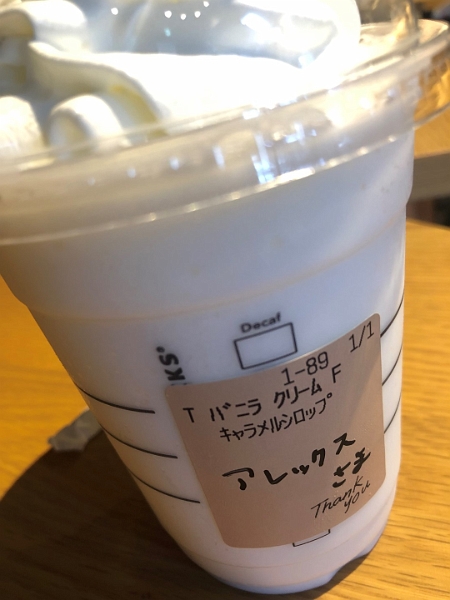 Decaf
KS®
1-89 1/1
T バニラ クリーム F
キャラメルシロップ
アレックス
さま
Thank
you